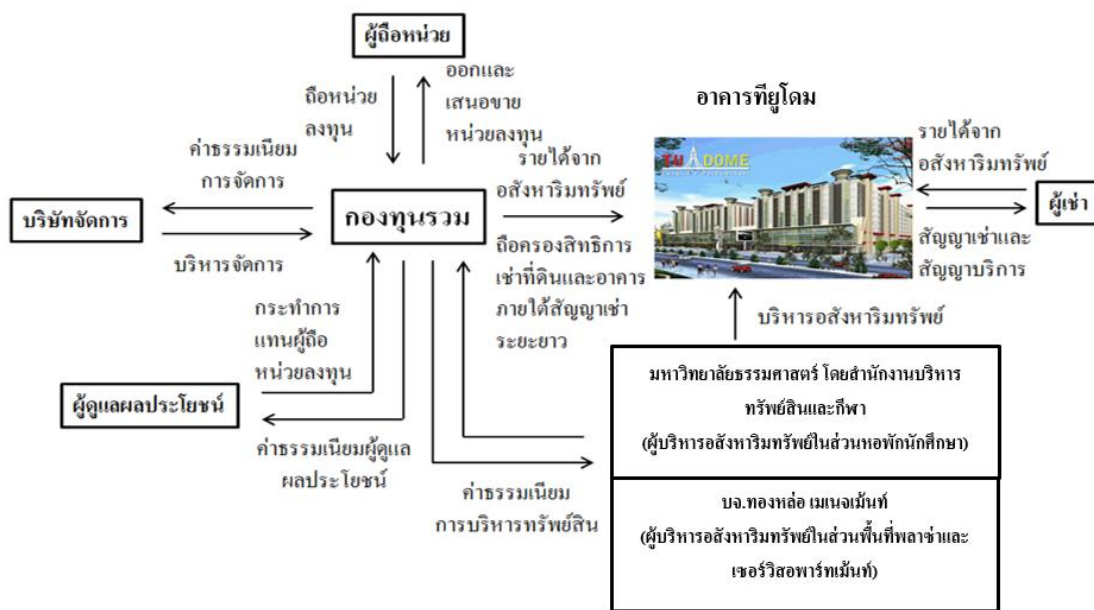 ผู้ถือหน่วย
ถือหน่วย
ลงทุน
ออกและ
เสนอขาย
หน่วยลงทุน
อาคารทียูโดม
TU DOME
ค่าธรรมเนียม
การจัดการ
บริษัทจัดการ
บริหารจัดการ
กองทุนรวม
รายได้จาก
อสังหาริมทรัพย์
ถือครองสิทธิการ
เช่าที่ดินและอาคาร
ภายใต้สัญญาเช่า
ระยะยาว
รายได้จาก
อสังหาริมทรัพย์
ผู้เช่า
สัญญาเช่าและ
สัญญาบริการ
บริหารอสังหาริมทรัพย์
กระทำการ
แทนผู้ถือ
หน่วยลงทุน
ผู้ดูแลผลประโยชน์
ค่าธรรมเนียมผู้ดูแล
ผลประโยชน์
ค่าธรรมเนียม
การบริหารทรัพย์สิน
มหาวิทยาลัยธรรมศาสตร์ โดยสำนักงานบริหาร
ทรัพย์สินและกีฬา
(ผู้บริหารอสังหาริมทรัพย์ในส่วนหอพักนักศึกษา)
บจ.ทองหล่อ เมเนจเม้นท์
(ผู้บริหารอสังหาริมทรัพย์ในส่วนพื้นที่พลาซ่าและ
เซอร์วิสอพาร์ทเม้นท์)